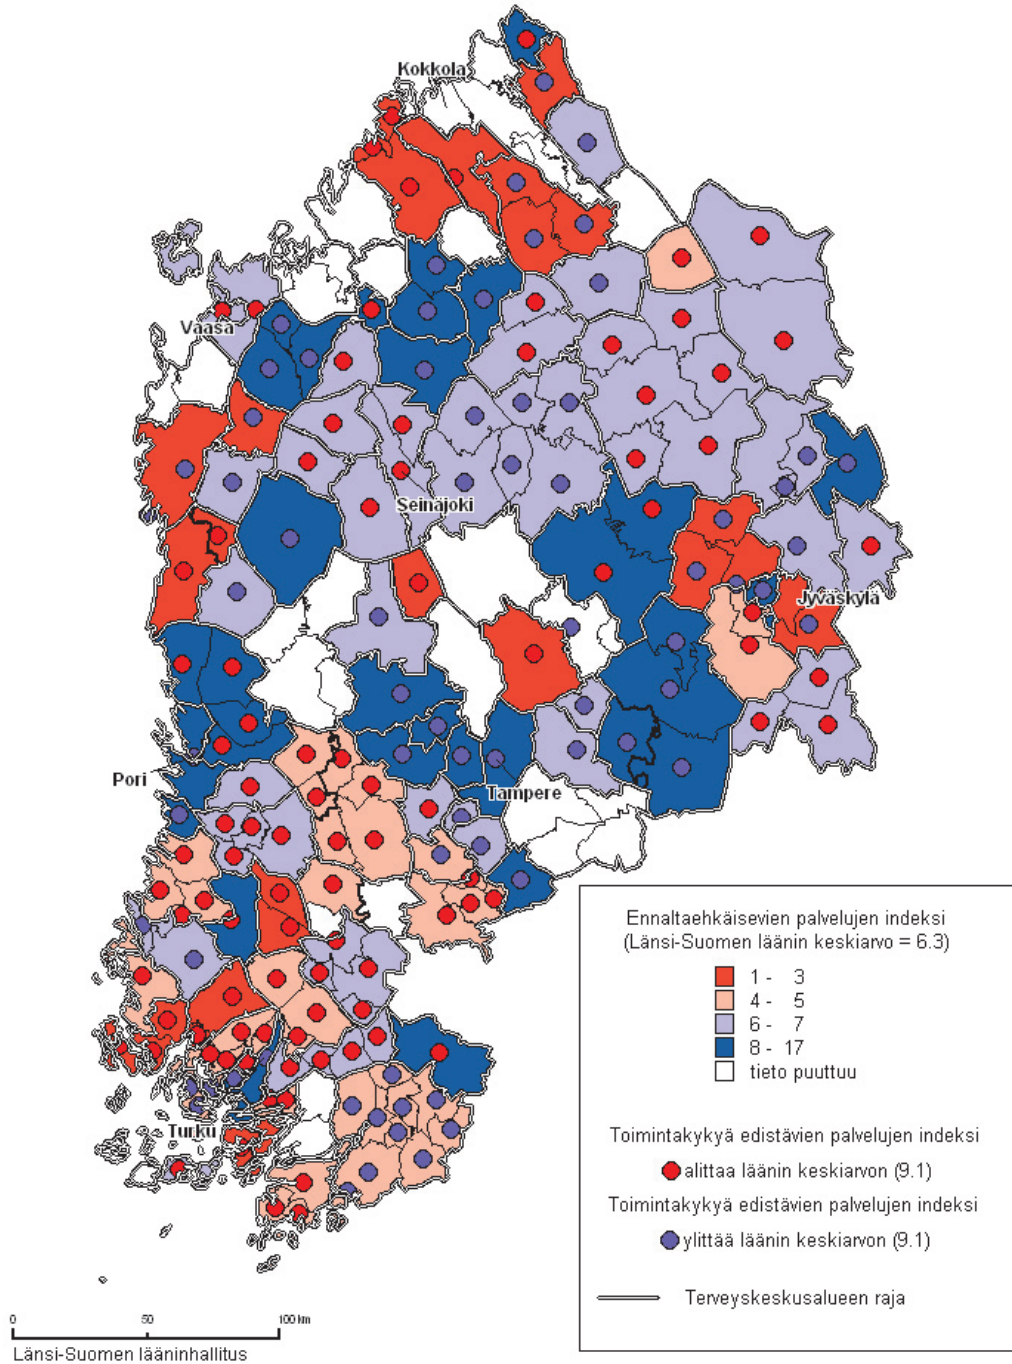 Kokkola
Vaasa
Seinäjoki
Jyväskylä
Pori
Tampere
Turku
Ennaltaehkäisevien palvelujen indeksi
(Länsi-Suomen läänin keskiarvo = 6.3)
1 - 3
4 - 5
6 - 7
8 - 17
tieto puuttuu
Toimintakykyä edistävien palvelujen indeksi
alittaa läänin keskiarvon (9.1)
Toimintakykyä edistävien palvelujen indeksi
ylittää läänin keskiarvon (9.1)
Terveyskeskusalueen raja
0 50 100 km
Länsi-Suomen lääninhallitus